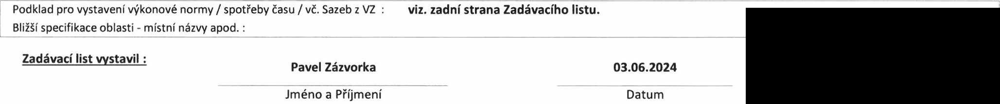 Podklad pro vystavení výkonové normy / spotřeby času / vč. Sazeb z VZ : viz. zadní strana Zadávacího listu.
Bližší specifikace oblasti - místní názvy apod. :
Zadávací list vystavil :
Pavel Zázvorka 03.06.2024
Jméno a Příjmení Datum